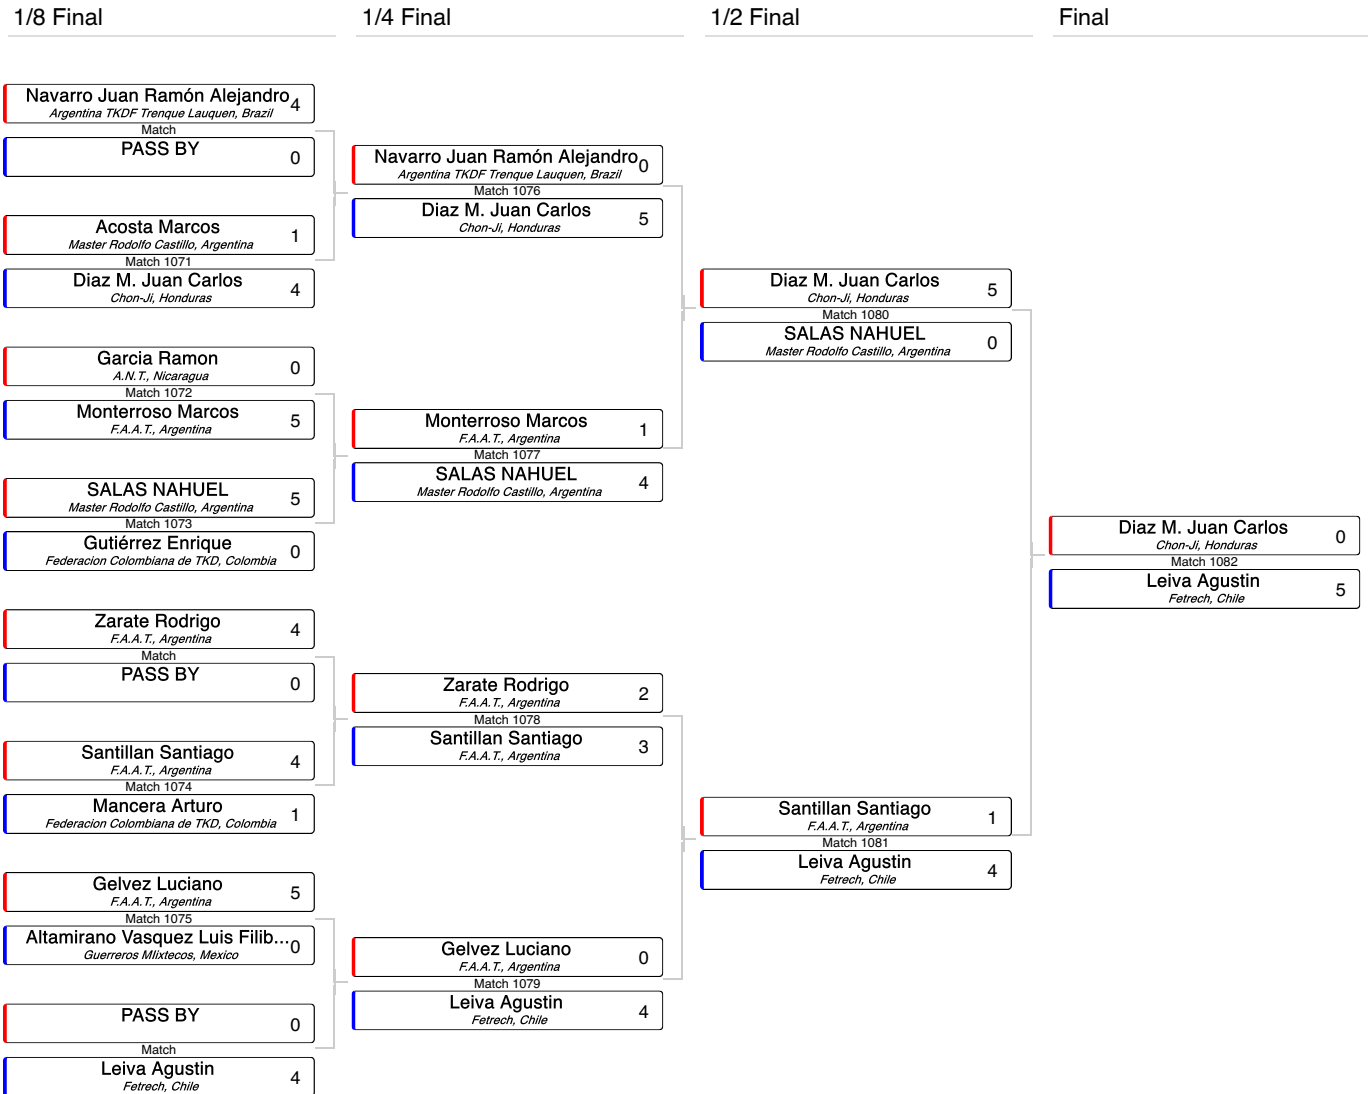 1/8 Final
1/4 Final
1/2 Final
Final
Navarro Juan Ramón Alejandro 4
Argentina TKDF Trenque Lauquen, Brazil
Match
PASS BY 0
Acosta Marcos 1
Master Rodolfo Castillo, Argentina
Match 1071
Diaz M. Juan Carlos 4
Chon-Ji, Honduras
Garcia Ramon 0
A.N.T., Nicaragua
Match 1072
Monterroso Marcos 5
F.A.A.T., Argentina
SALAS NAHUEL 5
Master Rodolfo Castillo, Argentina
Match 1073
Gutiérrez Enrique 0
Federacion Colombiana de TKD, Colombia
Zarate Rodrigo 4
F.A.A.T., Argentina
Match
PASS BY 0
Santillan Santiago 4
F.A.A.T., Argentina
Match 1074
Mancera Arturo 1
Federacion Colombiana de TKD, Colombia
Gelvez Luciano 5
F.A.A.T., Argentina
Match 1075
Altamirano Vasquez Luis Filib... 0
Guerreros MIixtecos, Mexico
PASS BY 0
Match
Leiva Agustin 4
Fetrech, Chile
Navarro Juan Ramón Alejandro 0
Argentina TKDF Trenque Lauquen, Brazil
Match 1076
Diaz M. Juan Carlos 5
Chon-Ji, Honduras
Monterroso Marcos 1
F.A.A.T., Argentina
Match 1077
SALAS NAHUEL 4
Master Rodolfo Castillo, Argentina
Zarate Rodrigo 2
F.A.A.T., Argentina
Match 1078
Santillan Santiago 3
F.A.A.T., Argentina
Gelvez Luciano 0
F.A.A.T., Argentina
Match 1079
Leiva Agustin 4
Fetrech, Chile
Diaz M. Juan Carlos 5
Chon-Ji, Honduras
Match 1080
SALAS NAHUEL 0
Master Rodolfo Castillo, Argentina
Santillan Santiago 1
F.A.A.T., Argentina
Match 1081
Leiva Agustin 4
Fetrech, Chile
Diaz M. Juan Carlos 0
Chon-Ji, Honduras
Match 1082
Leiva Agustin 5
Fetrech, Chile